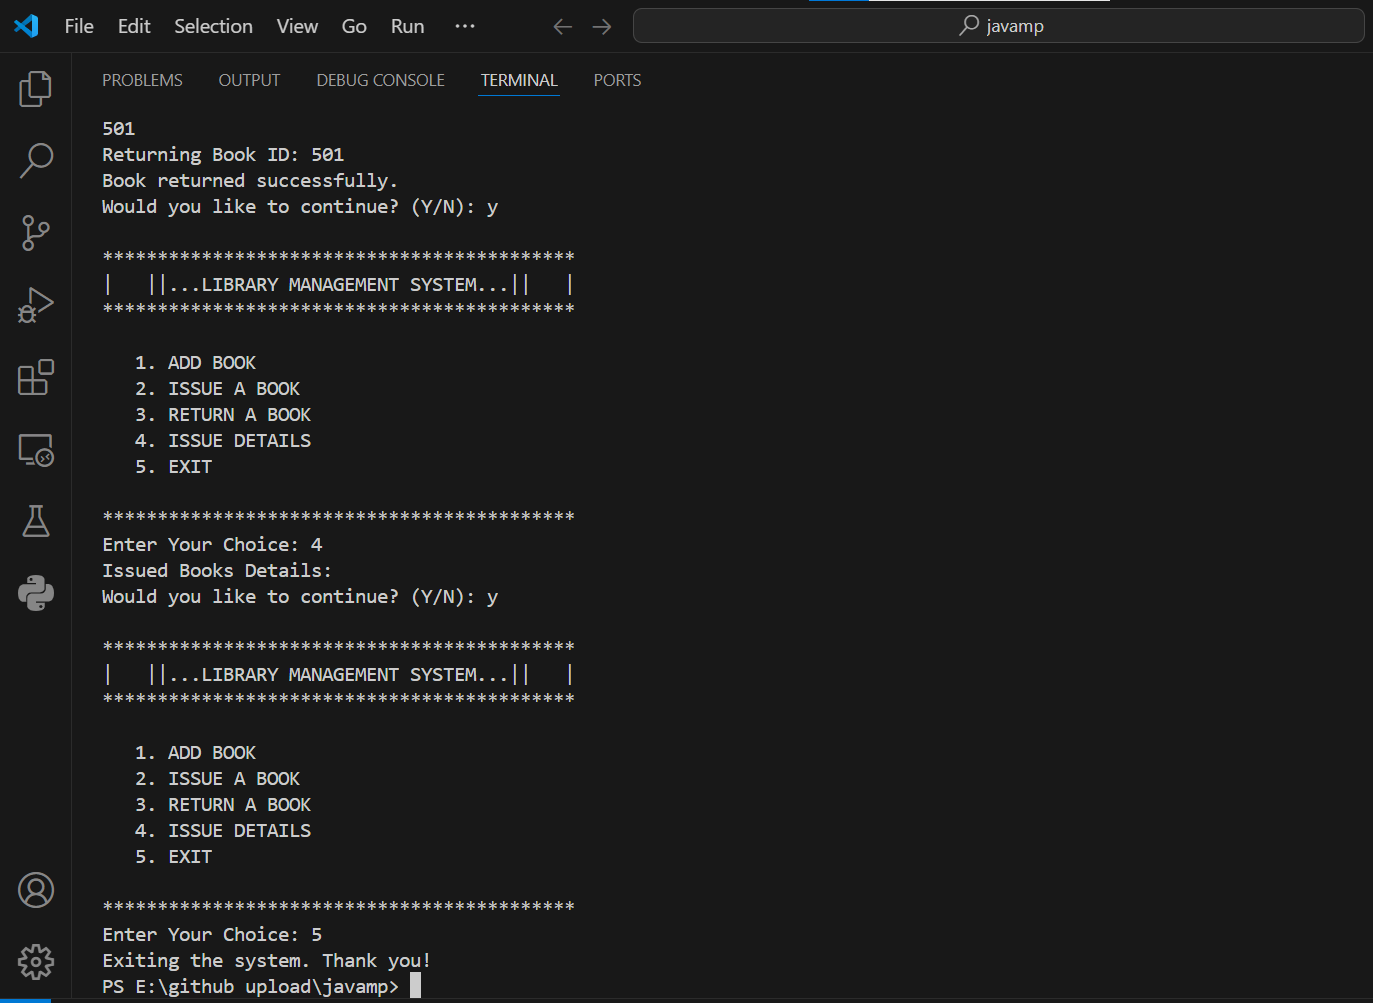 File Edit Selection View Go Run ··· ← → javamp
PROBLEMS OUTPUT DEBUG CONSOLE TERMINAL PORTS
501
Returning Book ID: 501
Book returned successfully.
Would you like to continue? (Y/N): y
*******************************************
|   ||...LIBRARY MANAGEMENT SYSTEM...||   |
*******************************************
   1. ADD BOOK
   2. ISSUE A BOOK
   3. RETURN A BOOK
   4. ISSUE DETAILS
   5. EXIT
*******************************************
Enter Your Choice: 4
Issued Books Details:
Would you like to continue? (Y/N): y
*******************************************
|   ||...LIBRARY MANAGEMENT SYSTEM...||   |
*******************************************
   1. ADD BOOK
   2. ISSUE A BOOK
   3. RETURN A BOOK
   4. ISSUE DETAILS
   5. EXIT
*******************************************
Enter Your Choice: 5
Exiting the system. Thank you!
PS E:\github upload\javamp>